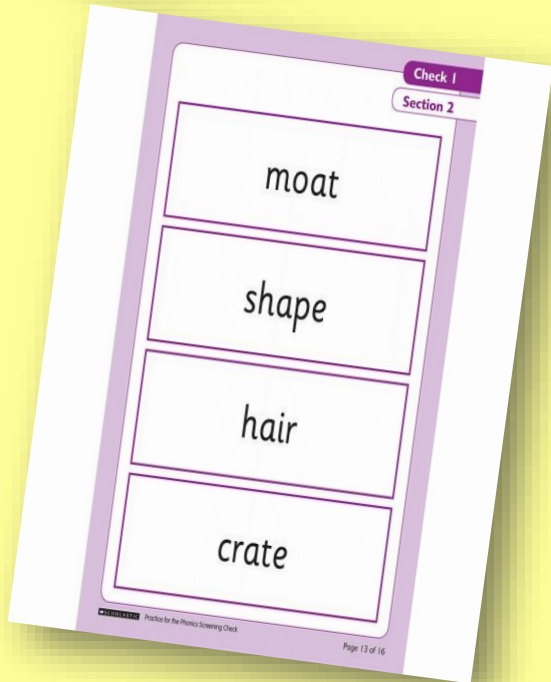 Check 1
Section 2
moat
shape
hair
crate
SCHOLASTIC Practice for the Phonics Screening Check
Page 13 of 16